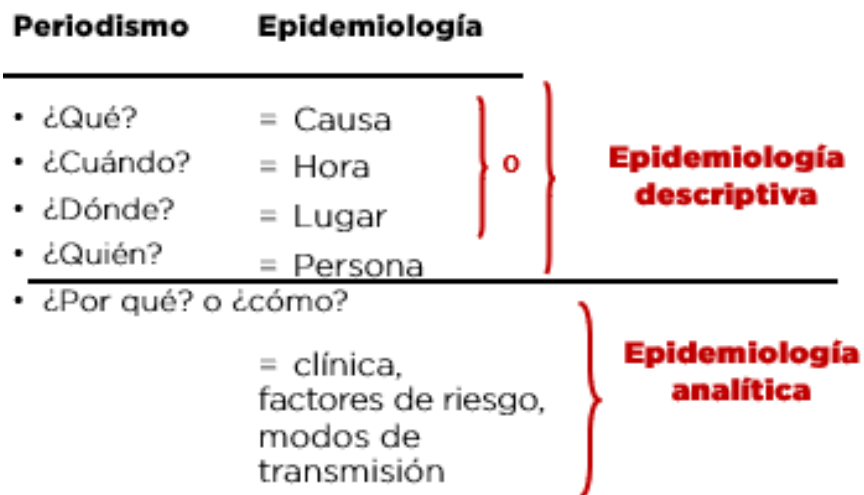 Periodismo Epidemiología
• ¿Qué? = Causa
• ¿Cuándo? = Hora
• ¿Dónde? = Lugar
• ¿Quién? = Persona
o
Epidemiología
descriptiva
• ¿Por qué? o ¿cómo?
= clínica,
factores de riesgo,
modos de
transmisión
Epidemiología
analítica